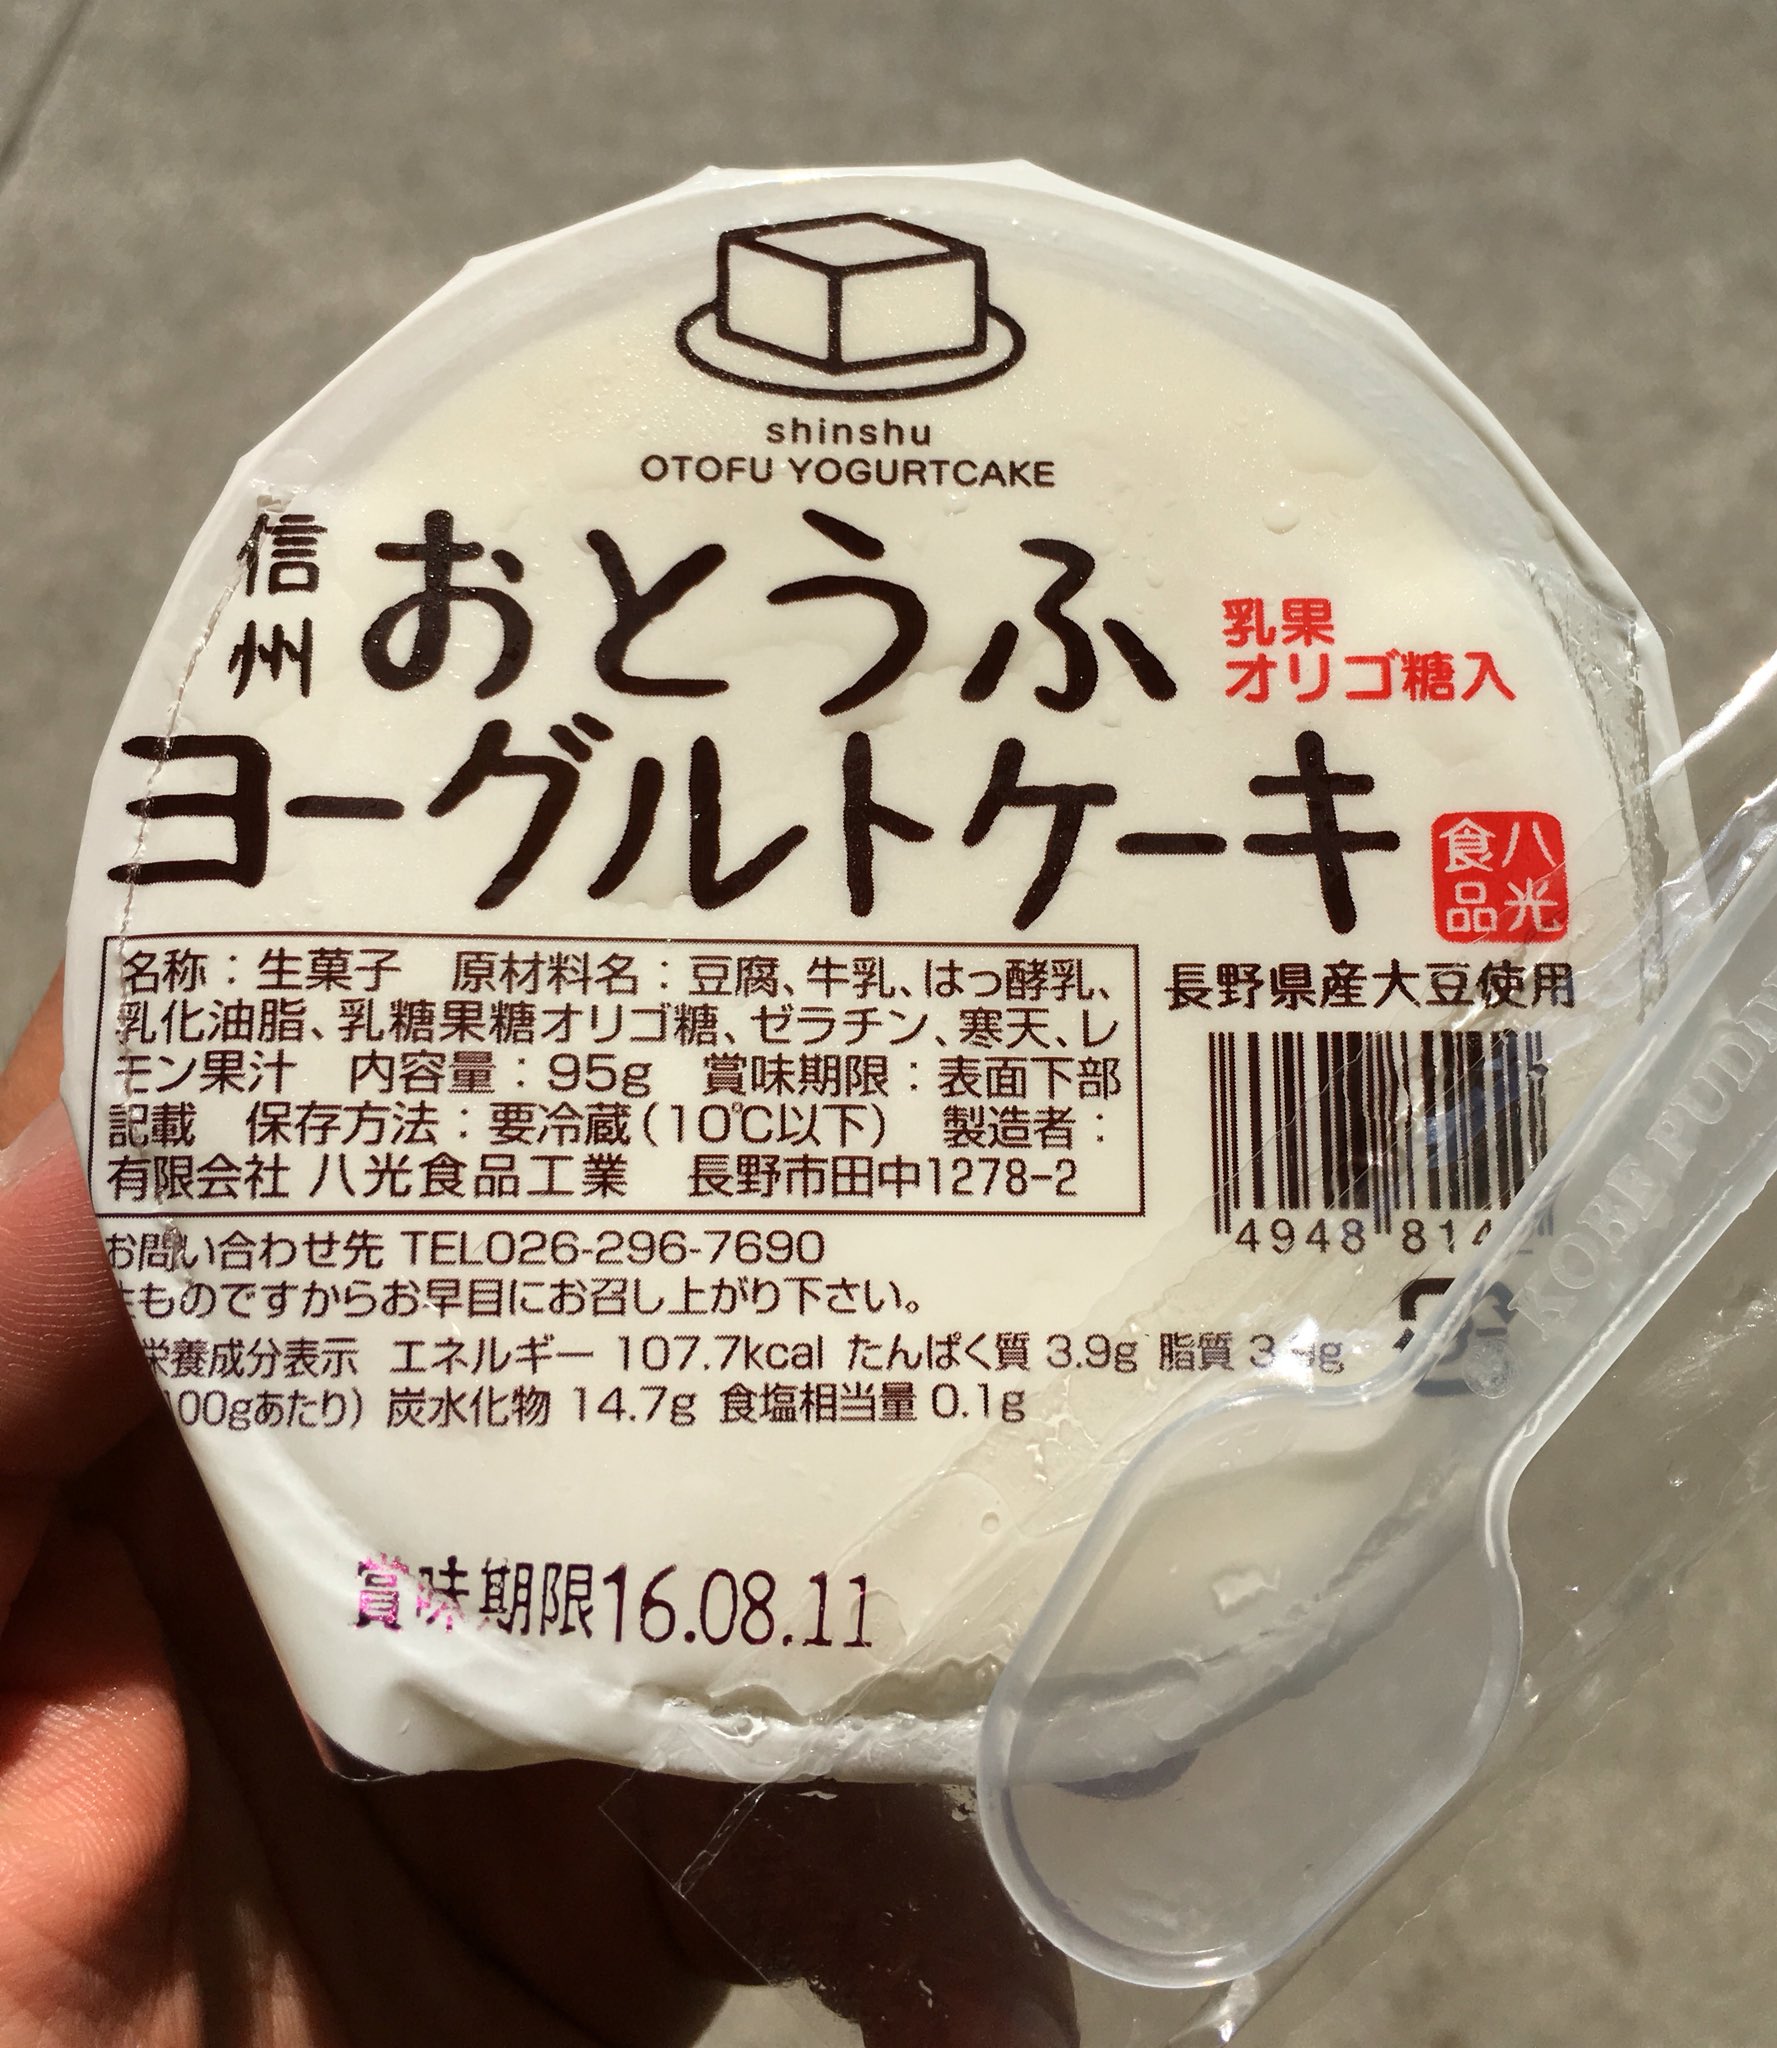 shinshu
OTOFU YOGURTCAKE
信州
おとうふ
乳果
オリゴ糖入
ヨーグルトケーキ
八光食品
名称：生菓子　原材料名：豆腐、牛乳、はっ酵乳、
乳化油脂、乳糖果糖オリゴ糖、ゼラチン、寒天、レ
モン果汁　内容量：95g　賞味期限：表面下部
記載　保存方法：要冷蔵（10℃以下）　製造者：
有限会社 八光食品工業　長野市田中1278-2
長野県産大豆使用
4948 814
お問い合わせ先 TEL026-296-7690
生ものですからお早目にお召し上がり下さい。
栄養成分表示 エネルギー 107.7kcal たんぱく質 3.9g 脂質
00gあたり） 炭水化物 14.7g 食塩相当量 0.1g
賞味期限16.08.11
KOBE PUDDI